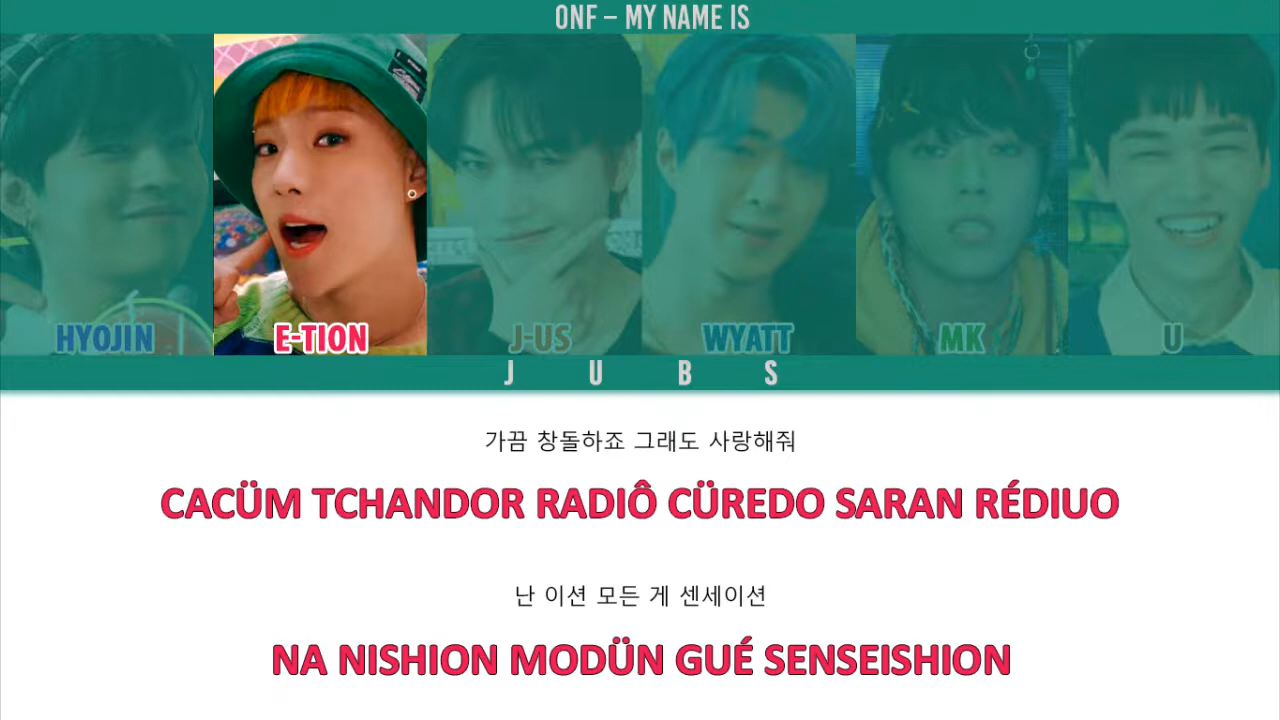 ONF – MY NAME IS
HYOJIN E-TION J-US WYATT MK U
J U B S
가끔 창돌하죠 그래도 사랑해줘
CACÜM TCHANDOR RADIÔ CÜREDO SARAN RÉDIUO
난 이션 모든 게 센세이션
NA NISHION MODÜN GUÉ SENSEISHION